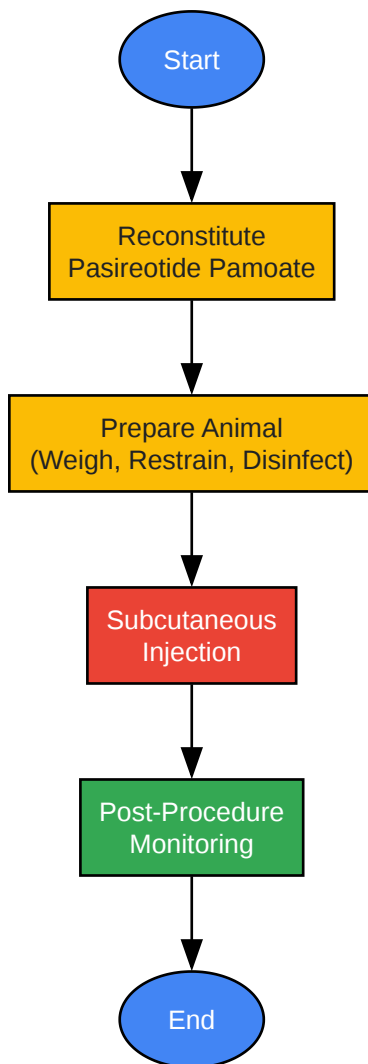 Start
Reconstitute
Pasireotide Pamoate
Prepare Animal
(Weigh, Restrain, Disinfect)
Subcutaneous
Injection
Post-Procedure
Monitoring
End